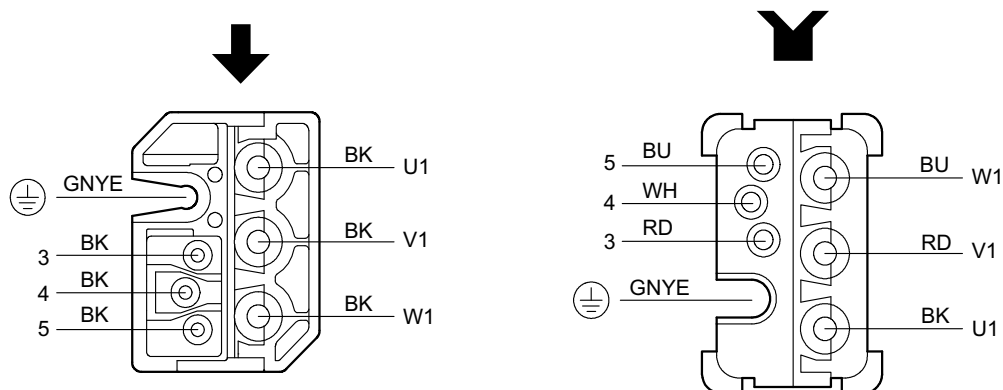 BK U1
GNYE
BK V1
3 BK
4 BK
5 BK
BK W1
5 BU
BU W1
4 WH
3 RD
RD V1
GNYE
BK U1